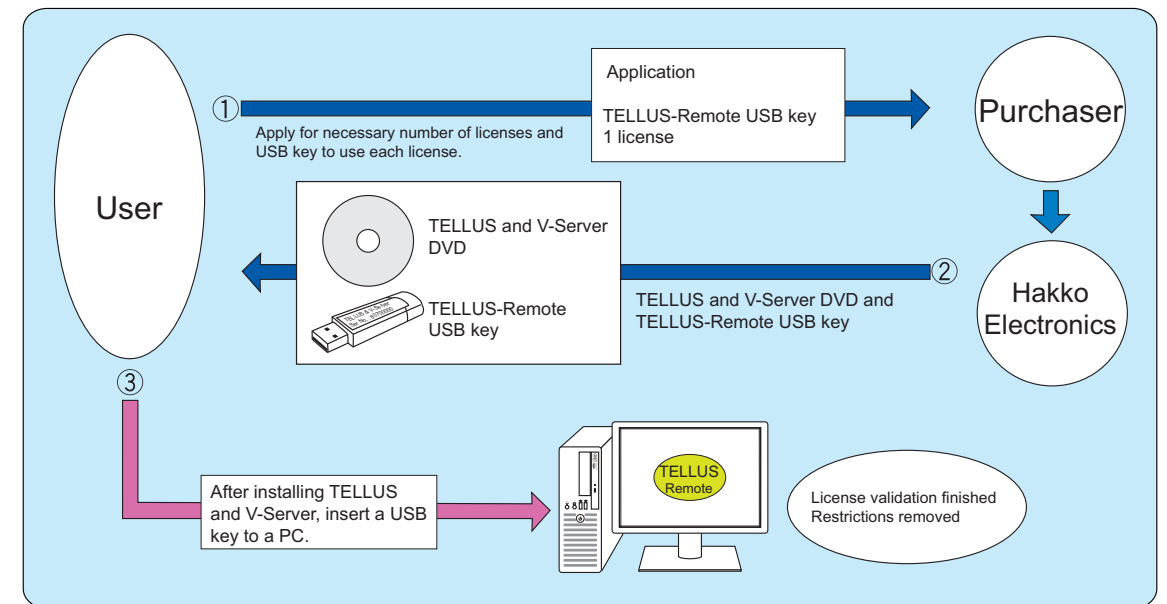 User
①
Apply for necessary number of licenses and
USB key to use each license.
Application
TELLUS-Remote USB key
1 license
Purchaser
Hakko
Electronics
②
TELLUS and V-Server DVD and
TELLUS-Remote USB key
TELLUS and V-Server
DVD
TELLUS & V-Server
TELLUS-Remote
USB key
③
After installing TELLUS
and V-Server, insert a USB
key to a PC.
TELLUS
Remote
License validation finished
Restrictions removed